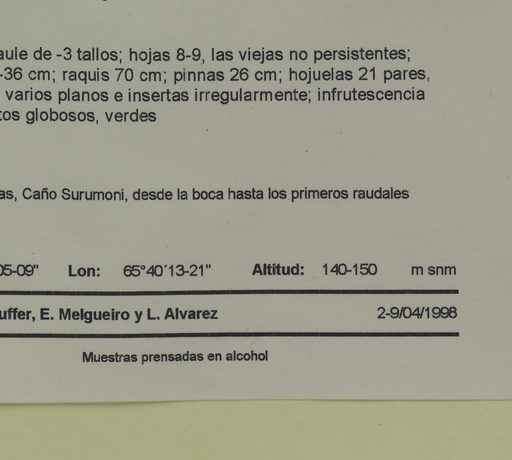 aule de -3 tallos; hojas 8-9, las viejas no persistentes;
-36 cm; raquis 70 cm; pinnas 26 cm; hojuelas 21 pares,
varios planos e insertas irregularmente; infrutescencia
tos globosos, verdes
as, Caño Surumoni, desde la boca hasta los primeros raudales
05-09" Lon: 65°40´13-21" Altitud: 140-150 m snm
uffer, E. Melgueiro y L. Alvarez 2-9/04/1998
Muestras prensadas en alcohol